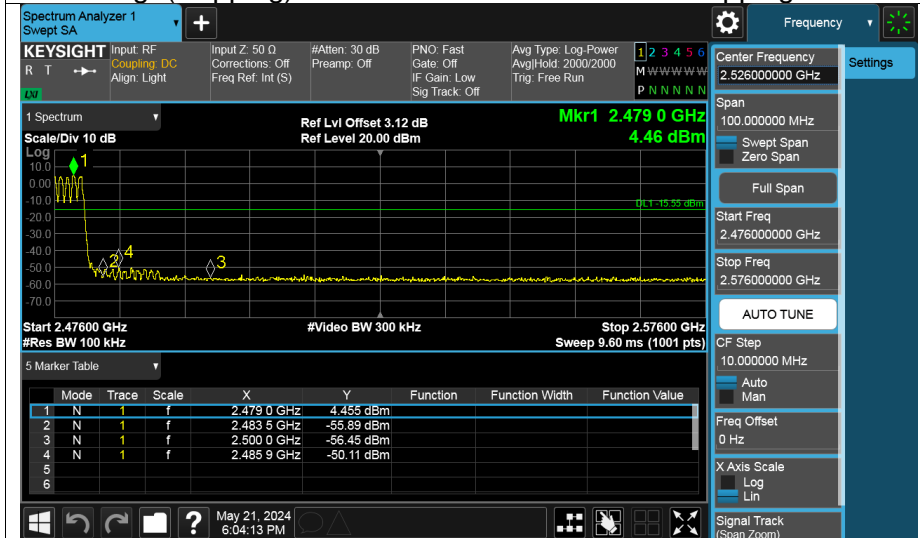 Spectrum Analyzer 1
Swept SA
Frequency
KEYSIGHT
R T
LXI
Input: RF
Coupling: DC
Align: Light
Input Z: 50 Ω
Corrections: Off
Freq Ref: Int (S)
#Atten: 30 dB
Preamp: Off
PNO: Fast
Gate: Off
IF Gain: Low
Sig Track: Off
Avg Type: Log-Power
Avg|Hold: 2000/2000
Trig: Free Run
1 2 3 4 5 6
M W W W W W
P N N N N N
1 Spectrum
Scale/Div 10 dB
Ref Lvl Offset 3.12 dB
Ref Level 20.00 dBm
Mkr1 2.479 0 GHz
4.46 dBm
Log
10.0
0.00
-10.0
-20.0
-30.0
-40.0
-50.0
-60.0
-70.0
1
2
4
3
DL1 -15.55 dBm
Start 2.47600 GHz
#Res BW 100 kHz
#Video BW 300 kHz
Stop 2.57600 GHz
Sweep 9.60 ms (1001 pts)
5 Marker Table
Mode Trace Scale X Y Function Function Width Function Value
1 N 1 f 2.479 0 GHz 4.455 dBm
2 N 1 f 2.483 5 GHz -55.89 dBm
3 N 1 f 2.500 0 GHz -56.45 dBm
4 N 1 f 2.485 9 GHz -50.11 dBm
5
6
May 21, 2024
6:04:13 PM
Center Frequency
2.526000000 GHz
Span
100.000000 MHz
Swept Span
Zero Span
Full Span
Start Freq
2.476000000 GHz
Stop Freq
2.576000000 GHz
AUTO TUNE
CF Step
10.000000 MHz
Auto
Man
Freq Offset
0 Hz
X Axis Scale
Log
Lin
Signal Track
(Span Zoom)
Settings